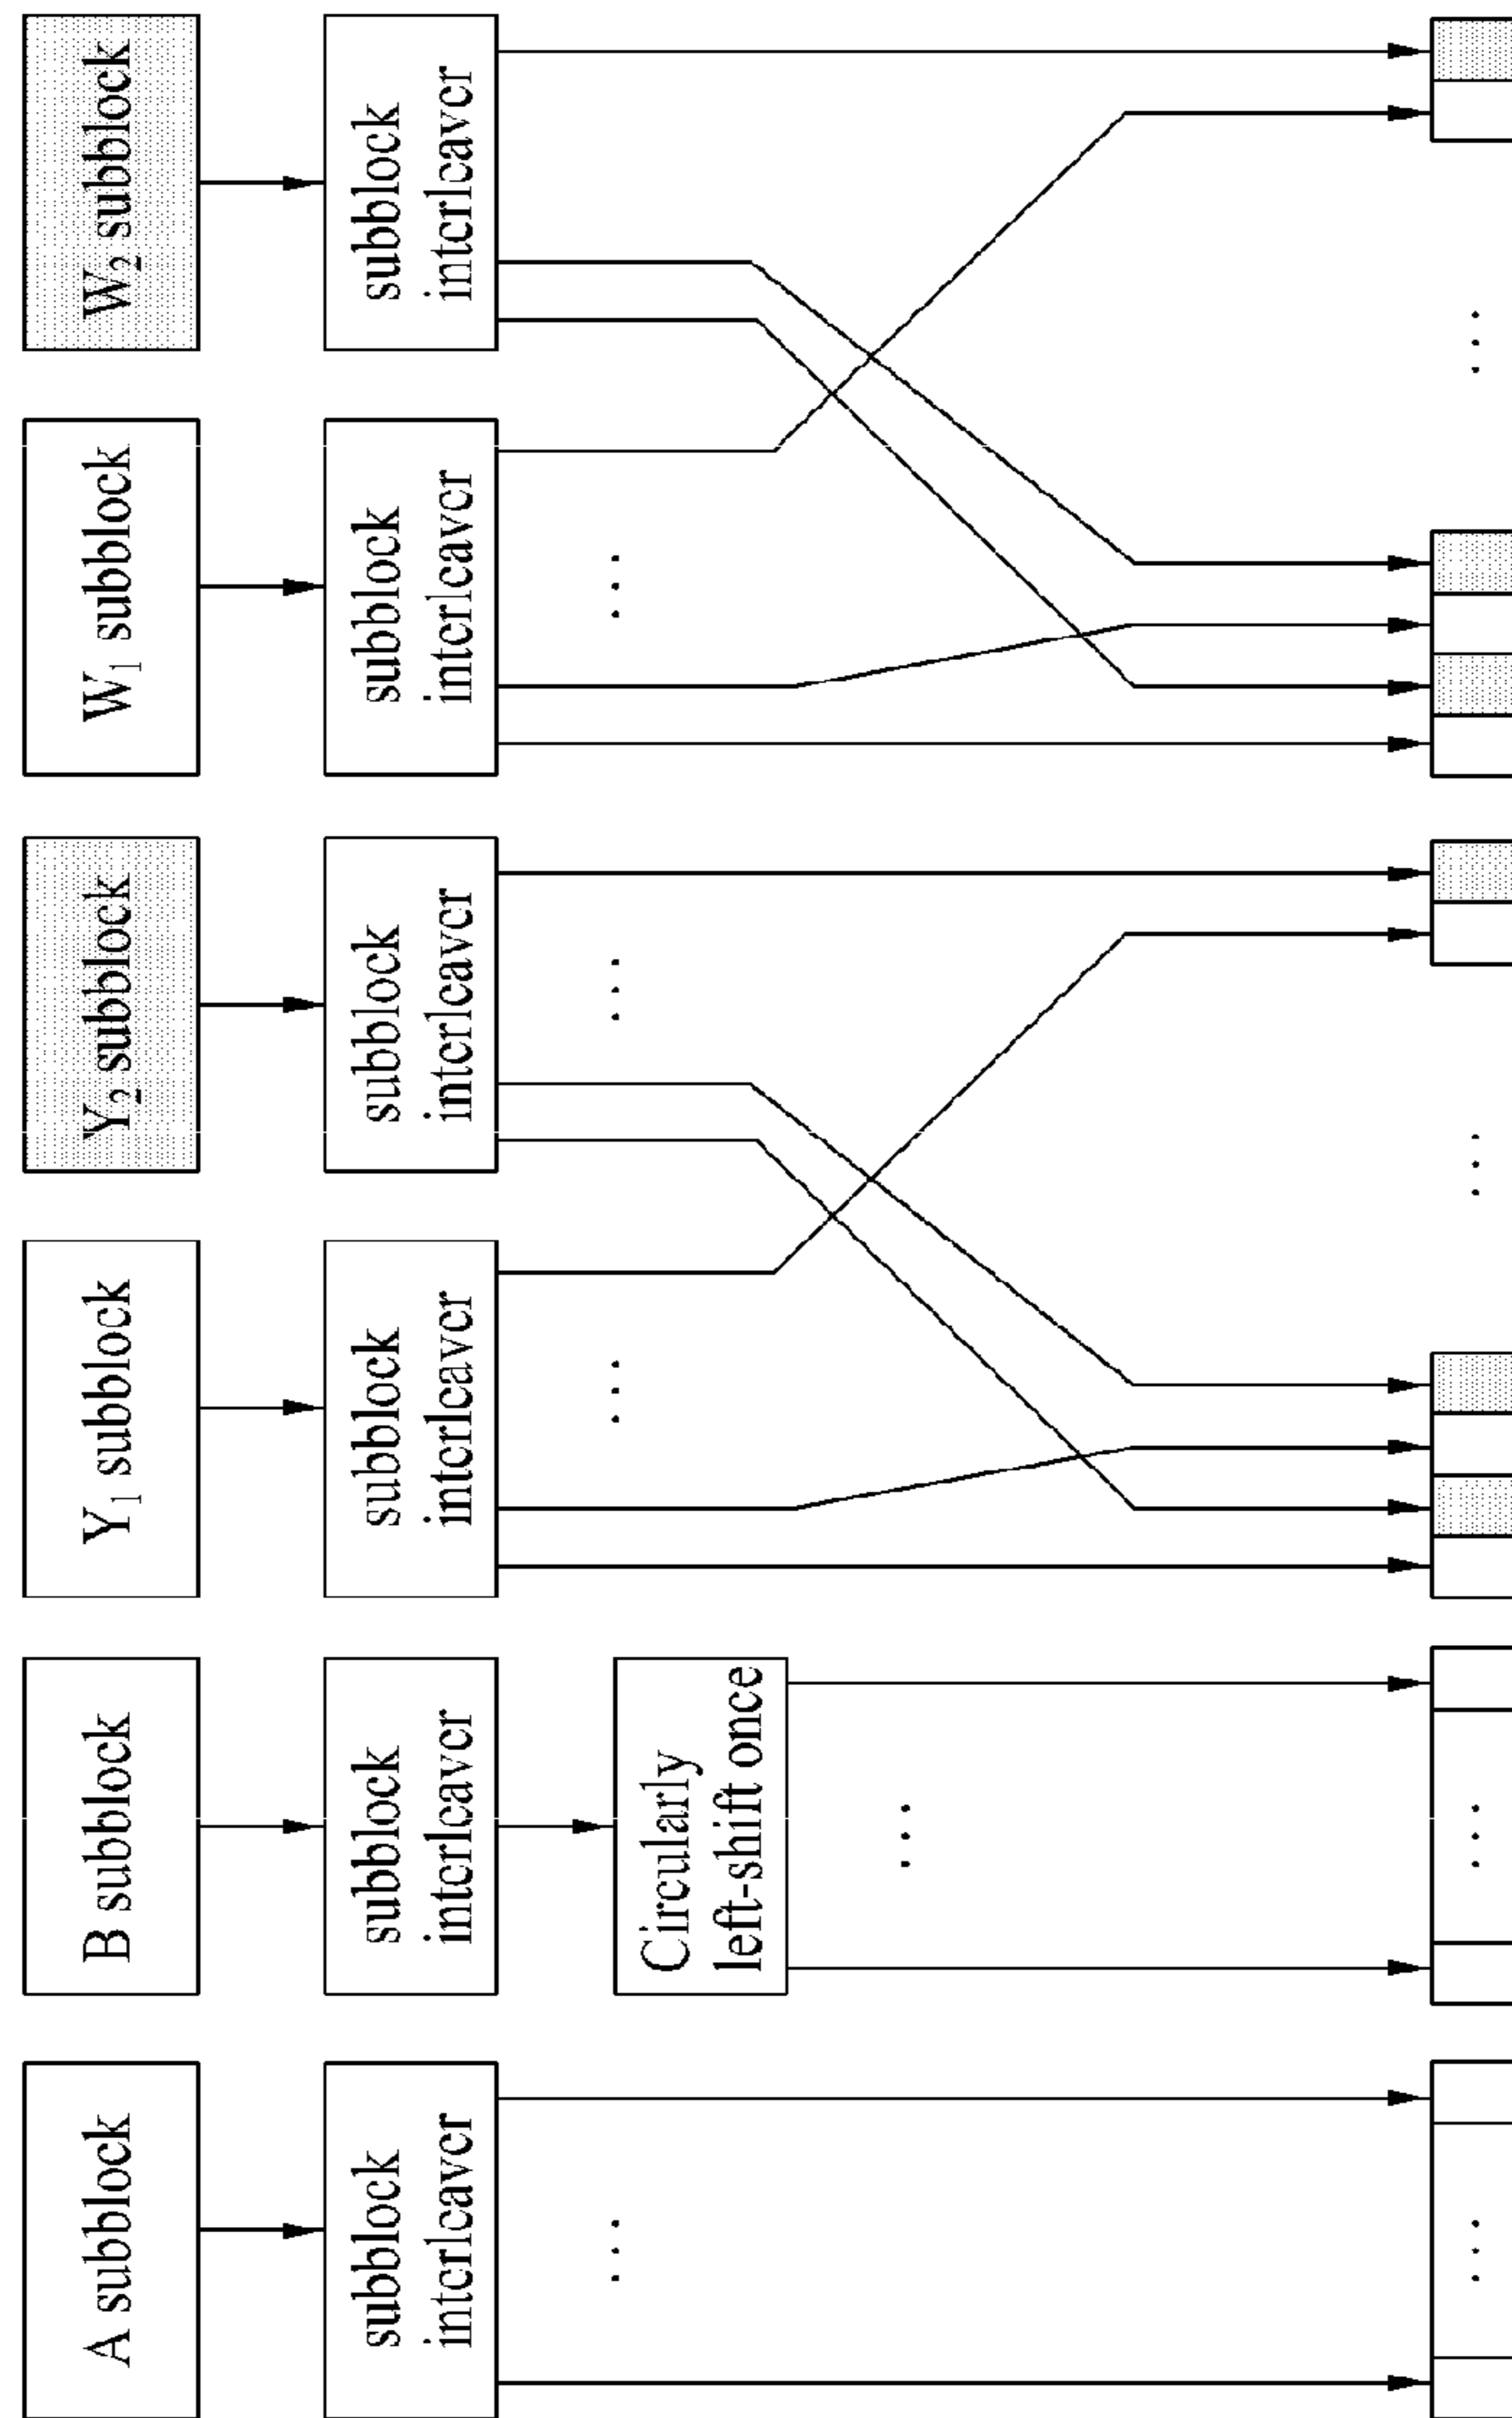 A subblock
B subblock
Y₁ subblock
Y₂ subblock
W₁ subblock
W₂ subblock
subblock
interleaver
subblock
interleaver
subblock
interleaver
subblock
interleaver
subblock
interleaver
subblock
interleaver
Circularly
left-shift once